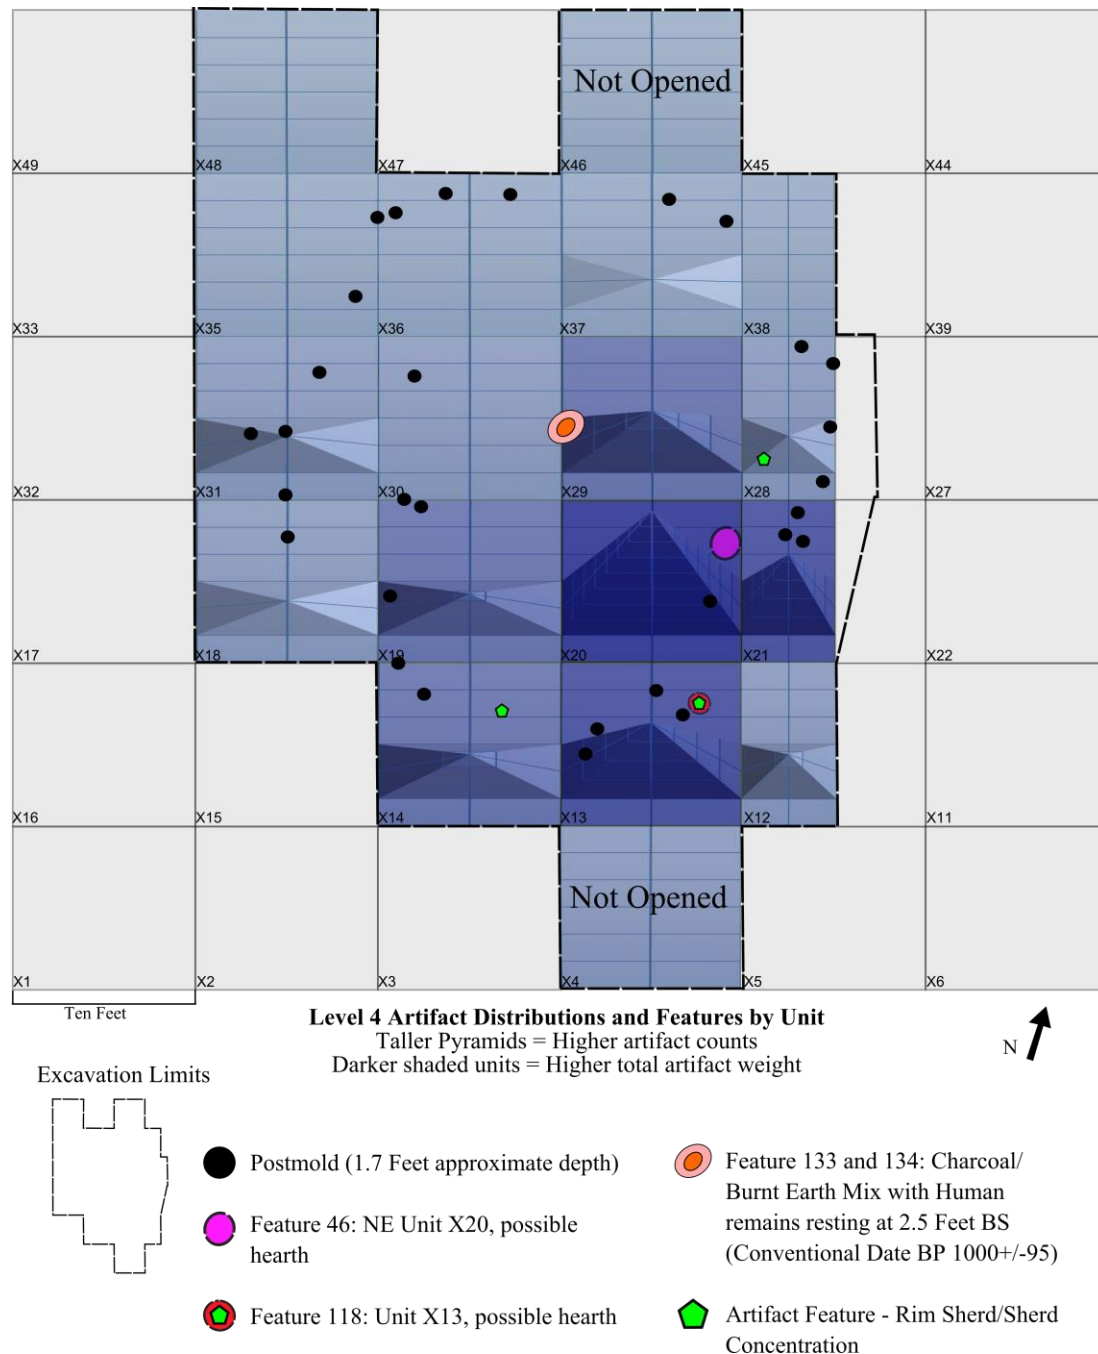 Not Opened
X49
X48
X47
X46
X45
X44
X33
X35
X36
X37
X38
X39
X32
X31
X30
X29
X28
X27
X17
X18
X19
X20
X21
X22
X16
X15
X14
X13
X12
X11
Not Opened
X1
X2
X3
X4
X5
X6
Ten Feet
Level 4 Artifact Distributions and Features by Unit
Taller Pyramids = Higher artifact counts
Darker shaded units = Higher total artifact weight
N
Excavation Limits
Postmold (1.7 Feet approximate depth)
Feature 46: NE Unit X20, possible
hearth
Feature 118: Unit X13, possible hearth
Feature 133 and 134: Charcoal/
Burnt Earth Mix with Human
remains resting at 2.5 Feet BS
(Conventional Date BP 1000+/-95)
Artifact Feature - Rim Sherd/Sherd
Concentration